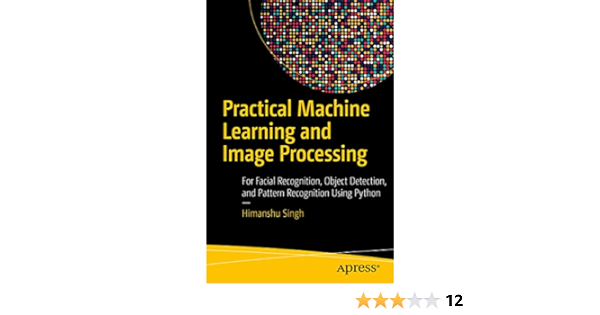 Practical Machine
Learning and
Image Processing
For Facial Recognition, Object Detection,
and Pattern Recognition Using Python
Himanshu Singh
Apress®
12